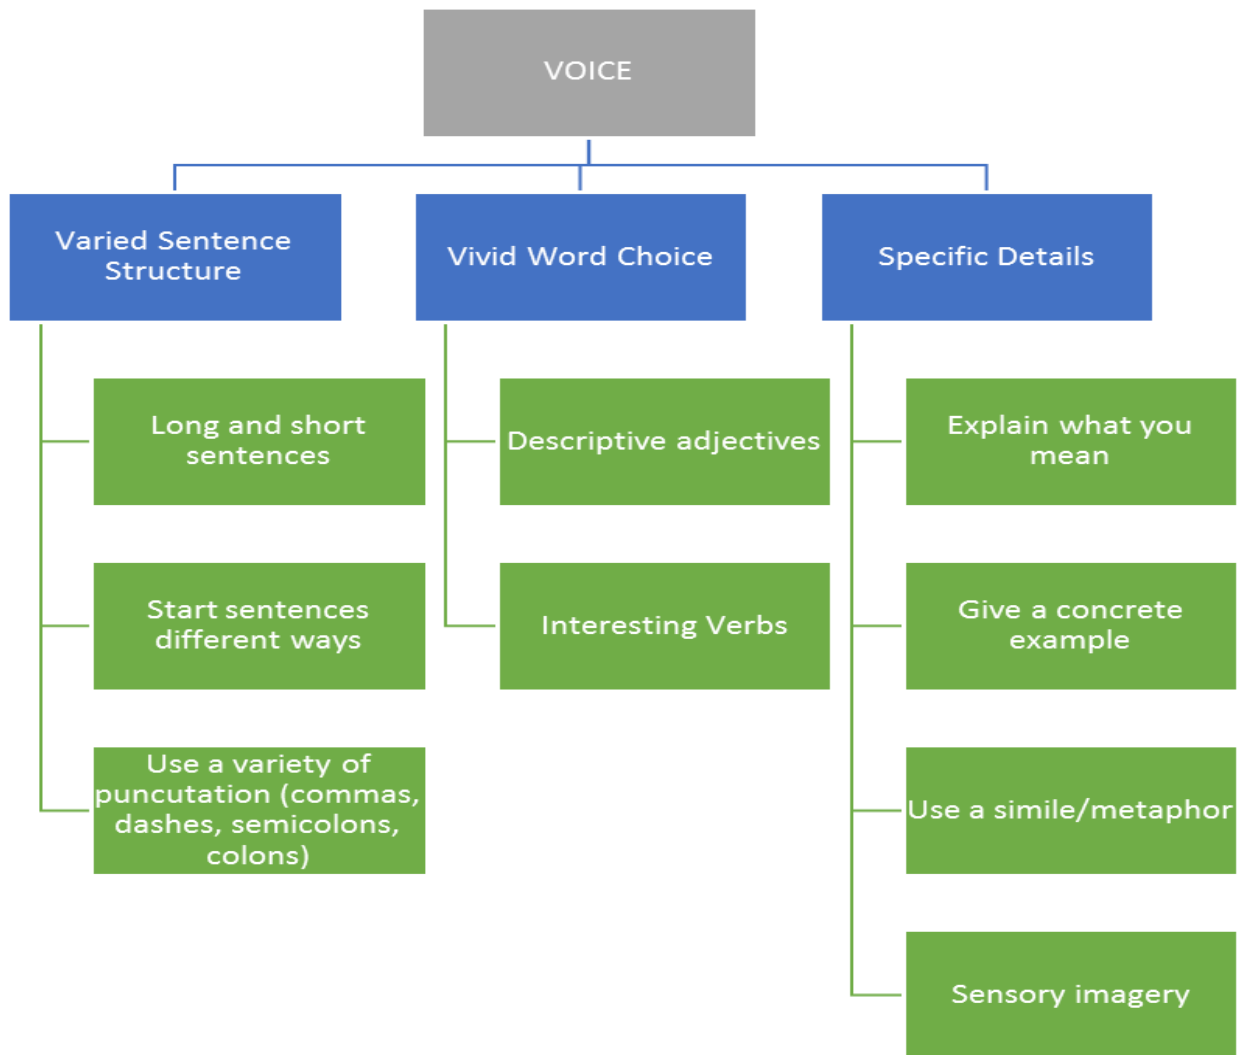 VOICE
Varied Sentence
Structure
Long and short
sentences
Start sentences
different ways
Use a variety of
puncutation (commas,
dashes, semicolons,
colons)
Vivid Word Choice
Descriptive adjectives
Interesting Verbs
Specific Details
Explain what you
mean
Give a concrete
example
Use a simile/metaphor
Sensory imagery